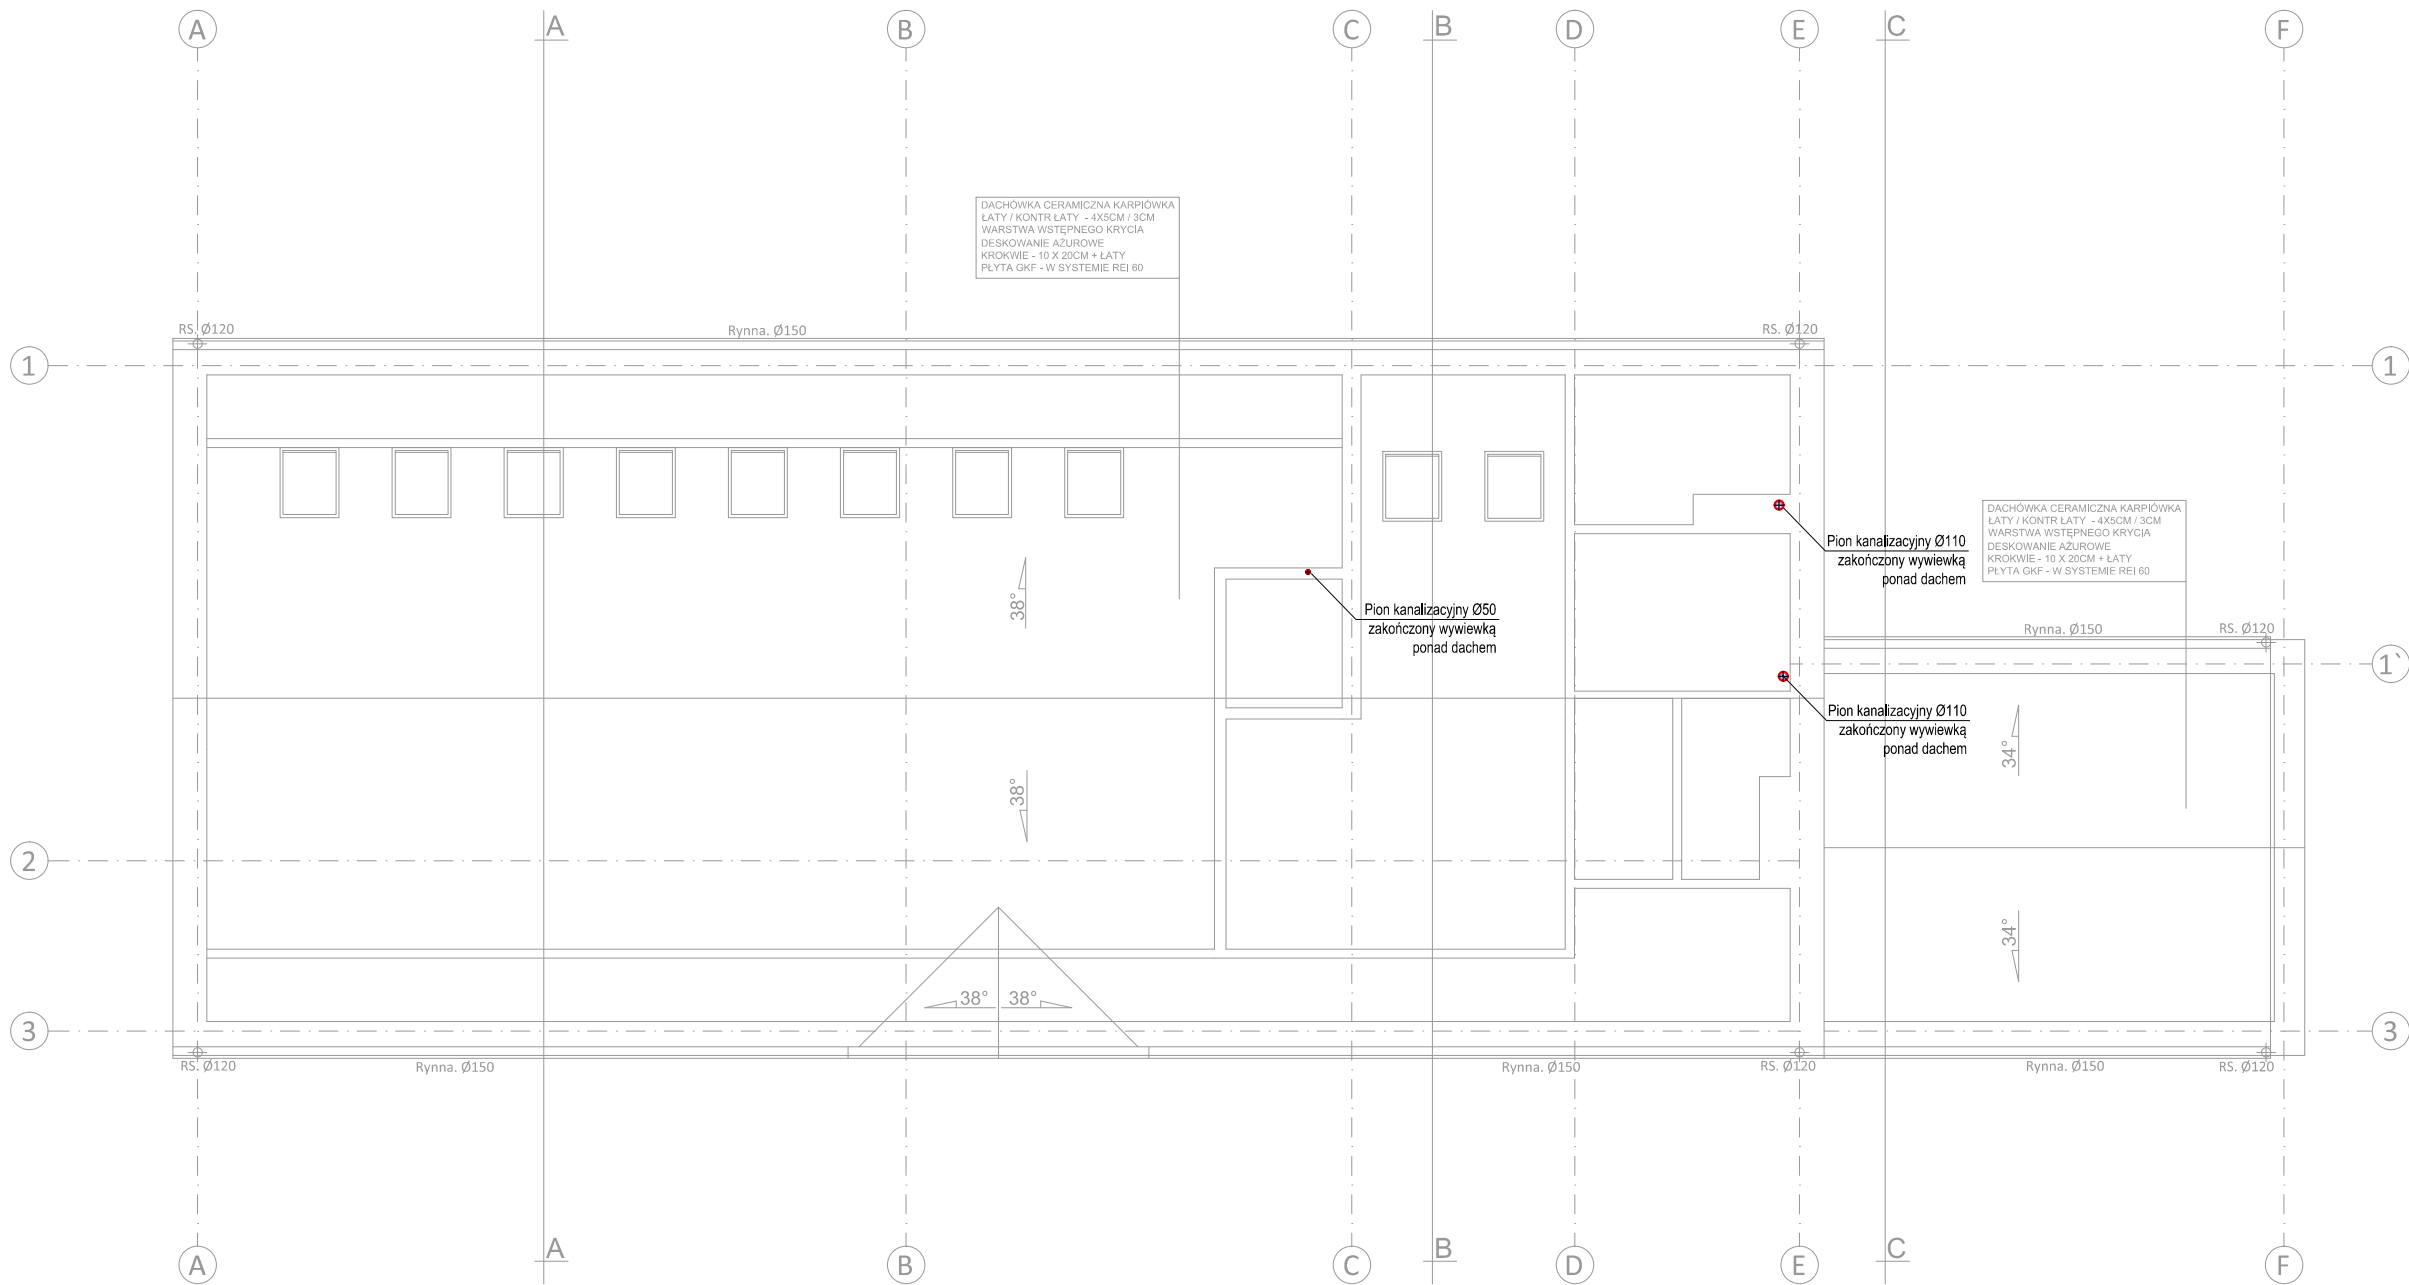 A
A
B
C
B
D
E
C
F
DACHÓWKA CERAMICZNA KARPIÓWKA
ŁATY / KONTR ŁATY - 4X5CM / 3CM
WARSTWA WSTĘPNEGO KRYCIA
DESKOWANIE AŻUROWE
KROKWIE - 10 X 20CM + ŁATY
PŁYTA GKF - W SYSTEMIE REI 60
RS. Ø120
Rynna. Ø150
RS. Ø120
1
1
DACHÓWKA CERAMICZNA KARPIÓWKA
ŁATY / KONTR ŁATY - 4X5CM / 3CM
WARSTWA WSTĘPNEGO KRYCIA
DESKOWANIE AŻUROWE
KROKWIE - 10 X 20CM + ŁATY
PŁYTA GKF - W SYSTEMIE REI 60
Pion kanalizacyjny Ø110
zakończony wywiewką
ponad dachem
38°
Pion kanalizacyjny Ø50
zakończony wywiewką
ponad dachem
Rynna. Ø150
RS. Ø120
1`
Pion kanalizacyjny Ø110
zakończony wywiewką
ponad dachem
34°
38°
2
34°
38°
38°
3
3
RS. Ø120
Rynna. Ø150
Rynna. Ø150
RS. Ø120
Rynna. Ø150
RS. Ø120
A
A
B
C
B
D
E
C
F